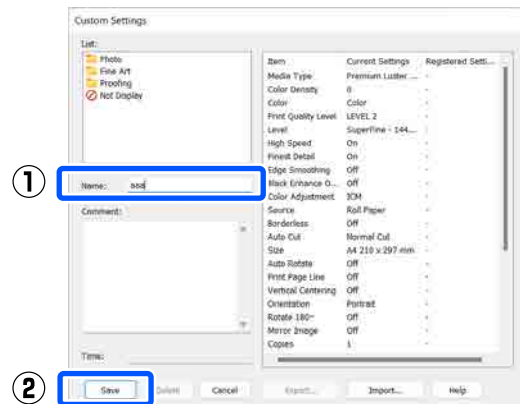 Custom Settings
List:
Photo
Fine Art
Proofing
Not Display
① Name: aaa
Comment:
Time:
Item Current Settings Registered Setti...
Media Type Premium Luster ... -
Color Density 0 -
Color Color -
Print Quality Level LEVEL 2 -
Level SuperFine - 144... -
High Speed On -
Finest Detail On -
Edge Smoothing Off -
Black Enhance O... Off -
Color Adjustment ICM -
Source Roll Paper -
Borderless Off -
Auto Cut Normal Cut -
Size A4 210 x 297 mm -
Auto Rotate Off -
Print Page Line Off -
Vertical Centering Off -
Orientation Portrait -
Rotate 180° Off -
Mirror Image Off -
Copies 1 -
② Save Delete Cancel Export... Import... Help